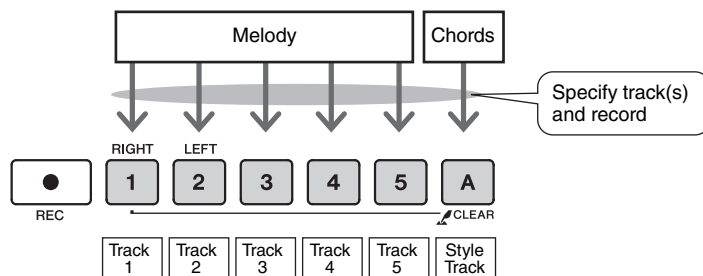 Melody
Chords
Specify track(s)
and record
RIGHT
LEFT
1
2
3
4
5
A
REC
CLEAR
Track
1
Track
2
Track
3
Track
4
Track
5
Style
Track